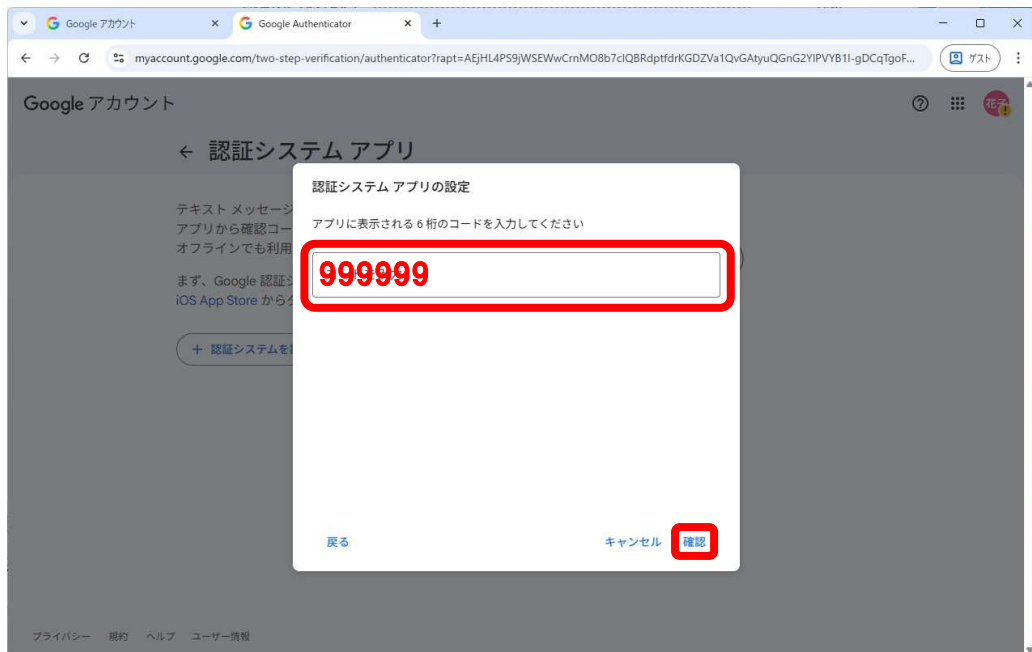 Google アカウント
Google Authenticator
myaccount.google.com/two-step-verification/authenticator?rapt=AEjHL4PS9jWSEWwCrnMO8b7cIQBRdptfdrKGDZVa1QvGAtyuQGnG2YlPVYB1I-gDCqTgoF...
ゲスト
Google アカウント
花子
認証システム アプリ
テキスト メッセージ
アプリから確認コー
オフラインでも利用
まず、Google 認証
iOS App Store から
+ 認証システムを
認証システム アプリの設定
アプリに表示される 6 桁のコードを入力してください
999999
戻る
キャンセル
確認
プライバシー 規約 ヘルプ ユーザー情報